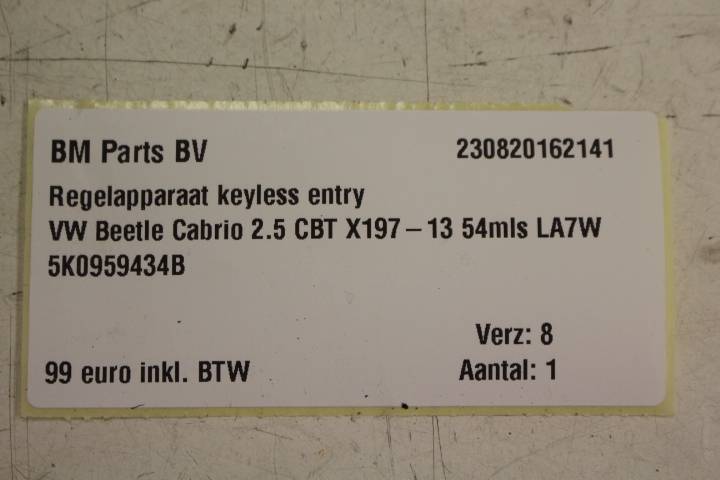 BM Parts BV 230820162141
Regelapparaat keyless entry
VW Beetle Cabrio 2.5 CBT X197 – 13 54mls LA7W
5K0959434B
Verz: 8
99 euro inkl. BTW Aantal: 1